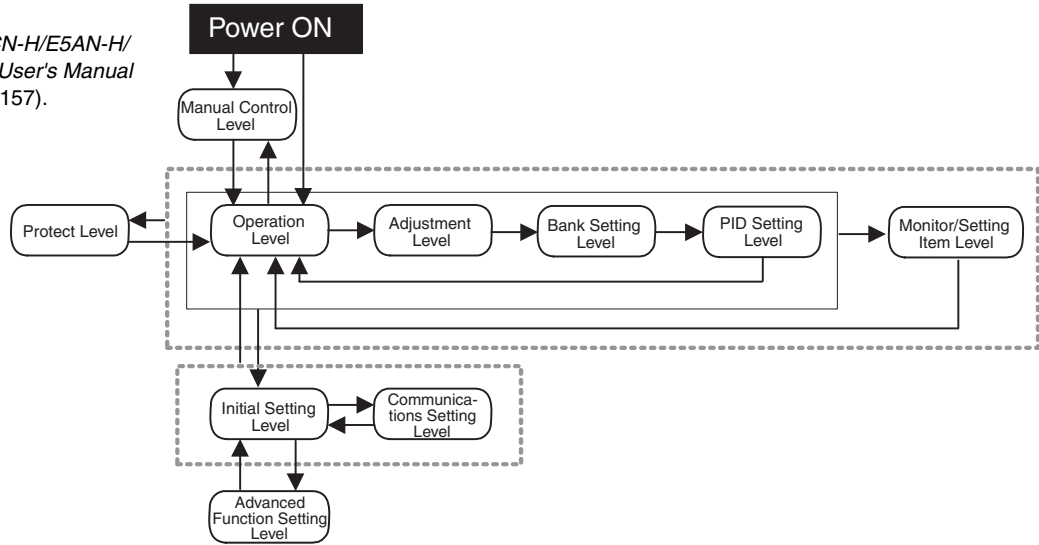 N-H/E5AN-H/
User's Manual
157).
Power ON
Manual Control
Level
Protect Level
Operation
Level
Adjustment
Level
Bank Setting
Level
PID Setting
Level
Monitor/Setting
Item Level
Initial Setting
Level
Communica-
tions Setting
Level
Advanced
Function Setting
Level